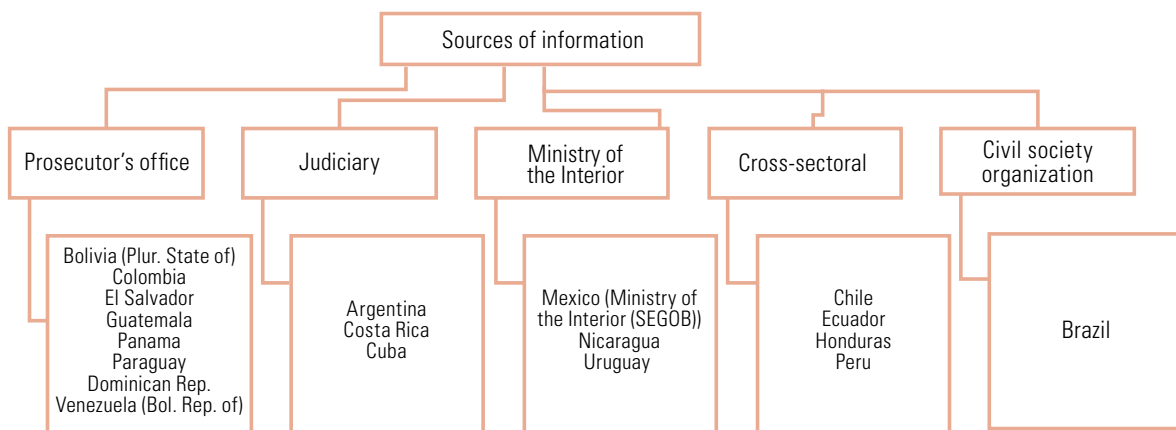 Sources of information
Prosecutor's office
Judiciary
Ministry of
the Interior
Cross-sectoral
Civil society
organization
Bolivia (Plur. State of)
Colombia
El Salvador
Guatemala
Panama
Paraguay
Dominican Rep.
Venezuela (Bol. Rep. of)
Argentina
Costa Rica
Cuba
Mexico (Ministry of
the Interior (SEGOB))
Nicaragua
Uruguay
Chile
Ecuador
Honduras
Peru
Brazil